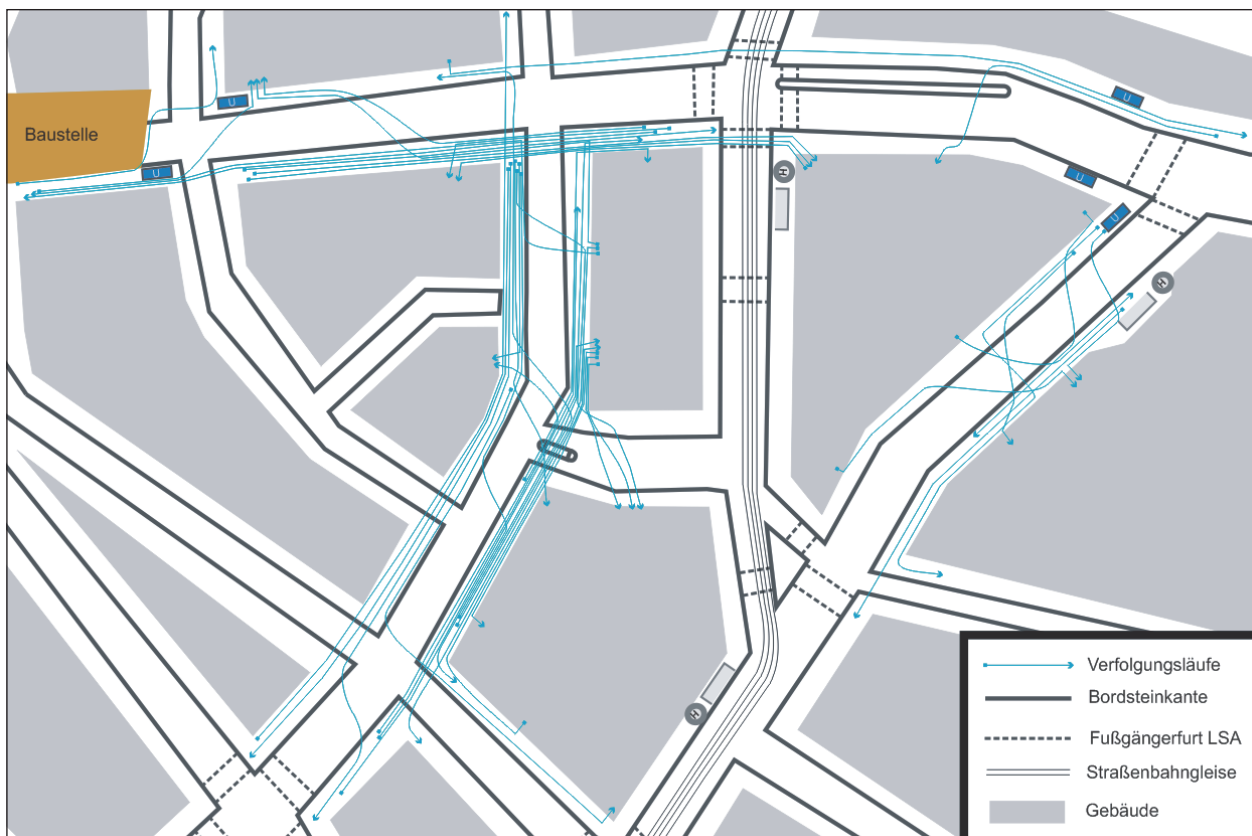 U
U
Baustelle
U
H
U
U
H
H
Verfolgungsläufe
Bordsteinkante
Fußgängerfurt LSA
Straßenbahngleise
Gebäude